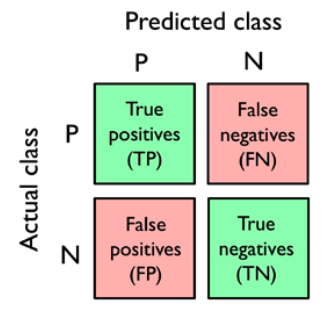 Predicted class
P N
Actual class
P
True
positives
(TP)
False
negatives
(FN)
N
False
positives
(FP)
True
negatives
(TN)